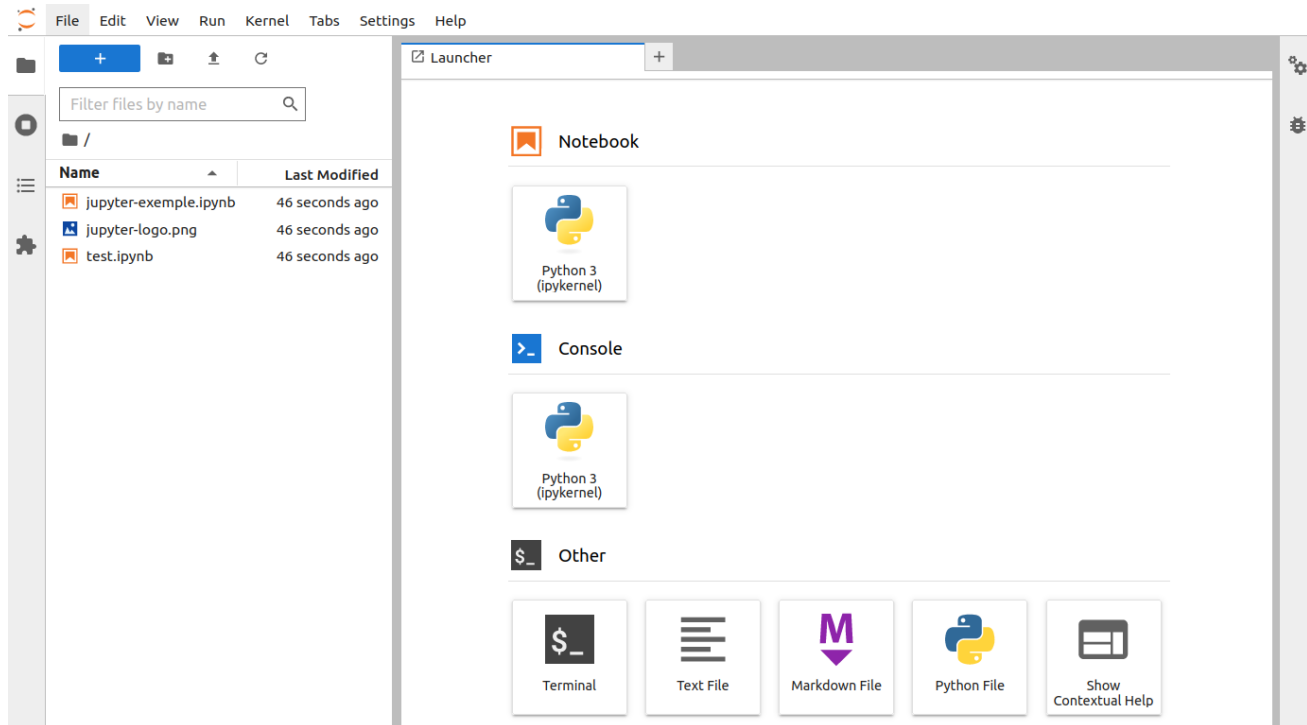 File Edit View Run Kernel Tabs Settings Help
+
Launcher
+
Filter files by name
/
Name Last Modified
jupyter-exemple.ipynb 46 seconds ago
jupyter-logo.png 46 seconds ago
test.ipynb 46 seconds ago
Notebook
Python 3
(ipykernel)
>_ Console
Python 3
(ipykernel)
$_ Other
$_
Terminal
Text File
M
Markdown File
Python File
Show
Contextual Help